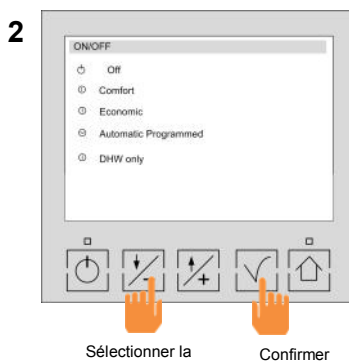 2
ON/OFF
Off
Comfort
Economic
Automatic Programmed
DHW only
Sélectionner la
Confirmer